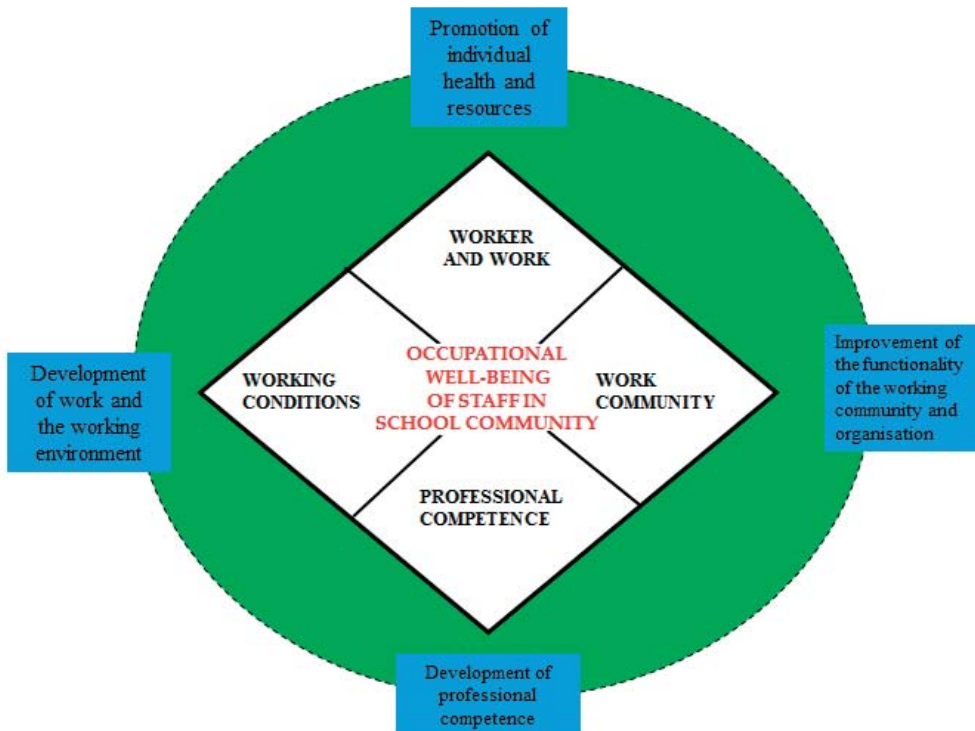 Promotion of
individual
health and
resources
WORKER
AND WORK
Development
of work and
the working
environment
WORKING
CONDITIONS
OCCUPATIONAL
WELL-BEING
OF STAFF IN
SCHOOL COMMUNITY
WORK
COMMUNITY
Improvement of
the functionality
of the working
community and
organisation
PROFESSIONAL
COMPETENCE
Development of
professional
competence